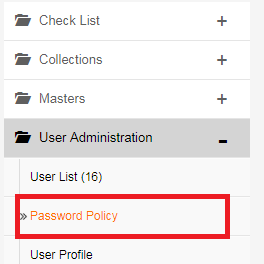 Check List +
Collections +
Masters +
User Administration -
User List (16)
» Password Policy
User Profile